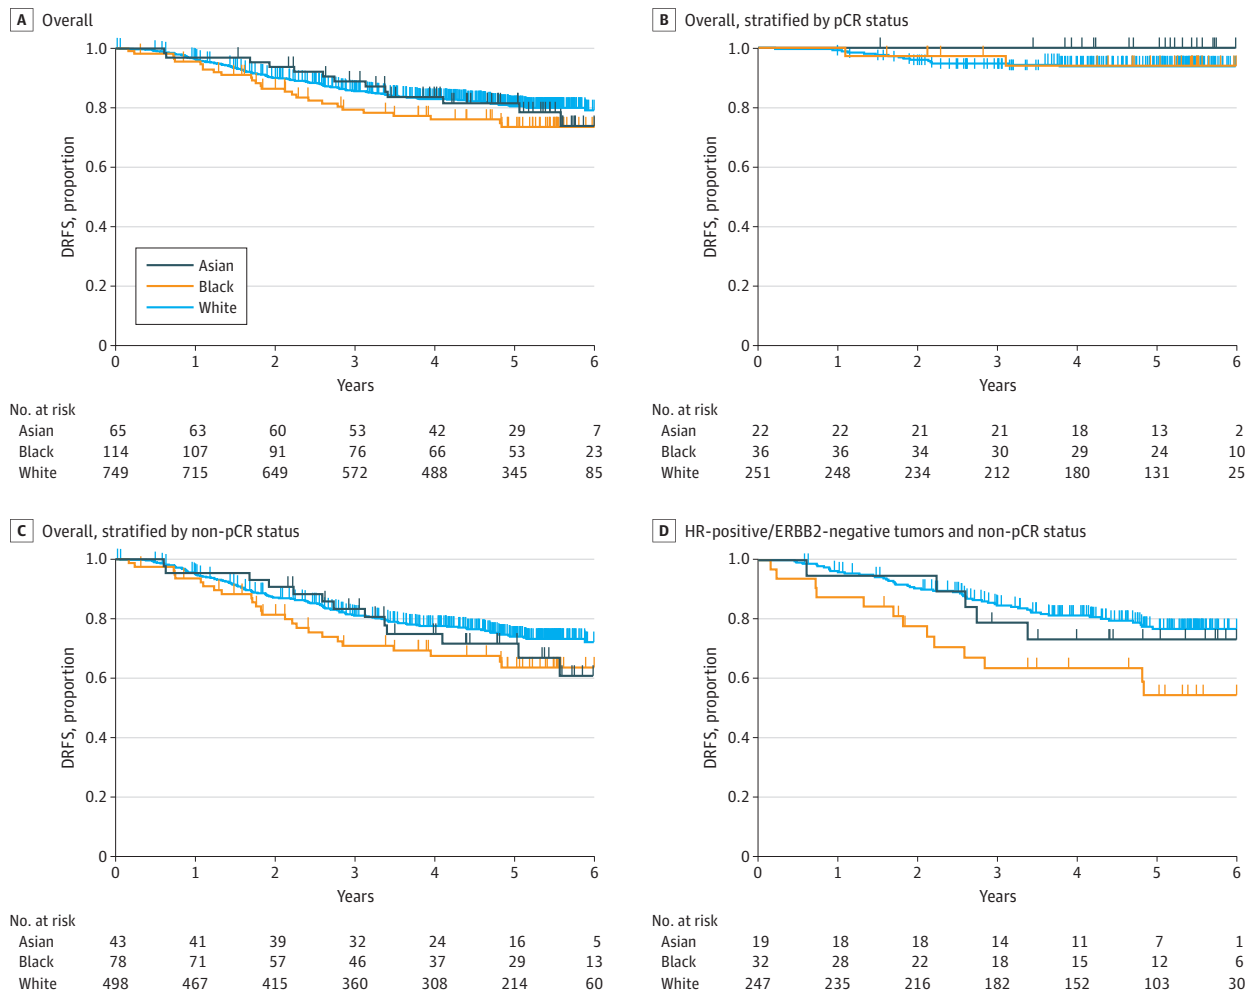 A Overall
1.0
0.8
0.6
0.4
0.2
0
DRFS, proportion
Asian
Black
White
0 1 2 3 4 5 6
Years
No. at risk
Asian 65 63 60 53 42 29 7
Black 114 107 91 76 66 53 23
White 749 715 649 572 488 345 85
B Overall, stratified by pCR status
1.0
0.8
0.6
0.4
0.2
0
DRFS, proportion
0 1 2 3 4 5 6
Years
No. at risk
Asian 22 22 21 21 18 13 2
Black 36 36 34 30 29 24 10
White 251 248 234 212 180 131 25
C Overall, stratified by non-pCR status
1.0
0.8
0.6
0.4
0.2
0
DRFS, proportion
0 1 2 3 4 5 6
Years
No. at risk
Asian 43 41 39 32 24 16 5
Black 78 71 57 46 37 29 13
White 498 467 415 360 308 214 60
D HR-positive/ERBB2-negative tumors and non-pCR status
1.0
0.8
0.6
0.4
0.2
0
DRFS, proportion
0 1 2 3 4 5 6
Years
No. at risk
Asian 19 18 18 14 11 7 1
Black 32 28 22 18 15 12 6
White 247 235 216 182 152 103 30